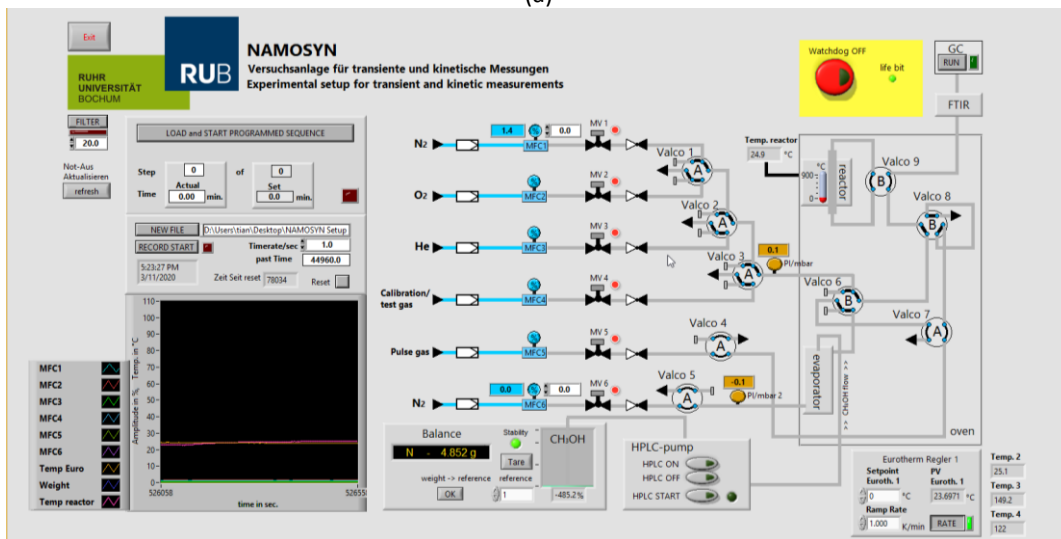 (a)
Exit
RUHR
UNIVERSITÄT
BOCHUM
RUB
NAMOSYN
Versuchsanlage für transiente und kinetische Messungen
Experimental setup for transient and kinetic measurements
Watchdog OFF
life bit
GC
RUN
FTIR
FILTER
20.0
Not-Aus
Aktualisieren
refresh
LOAD and START PROGRAMMED SEQUENCE
Step 0 of 0
Time Actual 0.00 min. Set 0.0 min.
NEW FILE D:\Users\tian\Desktop\NAMOSYN Setup
RECORD START Timerate/sec 1.0
past Time 44960.0
5:23:27 PM
3/11/2020
Zeit Seit reset 78034 Reset
110
100
90
80
70
60
50
40
30
20
10
0
Amplitude in % Temp. in °C
526058
time in sec.
MFC1
MFC2
MFC3
MFC4
MFC5
MFC6
Temp Euro
Weight
Temp reactor
N2 1.4 % 0.0 MFC1 MV 1
O2 % MFC2 MV 2
He % MFC3 MV 3
Calibration/
test gas % MFC4 MV 4
Pulse gas % MFC5 MV 5
N2 0.0 % 0.0 MFC6 MV 6
Valco 1
A
Valco 2
A
Valco 3
A
0.1
PI/mbar
Valco 4
A
Valco 5
A
-0.1
PI/mbar 2
Temp. reactor
24.9 °C
°C
900
0
reactor
Valco 9
B
Valco 8
B
Valco 6
B
Valco 7
A
evaporator
<< CH3OH flow <<
oven
Balance
N - 4852 g
Stability
Tare
weight -> reference
OK
reference
1
CH3OH
-485.2%
HPLC-pump
HPLC ON
HPLC OFF
HPLC START
Eurotherm Regler 1
Setpoint
Euroth. 1
0 °C
PV
Euroth. 1
23.6971 °C
Ramp Rate
1.000 K/min RATE
Temp. 2
25.1
Temp. 3
149.2
Temp. 4
122